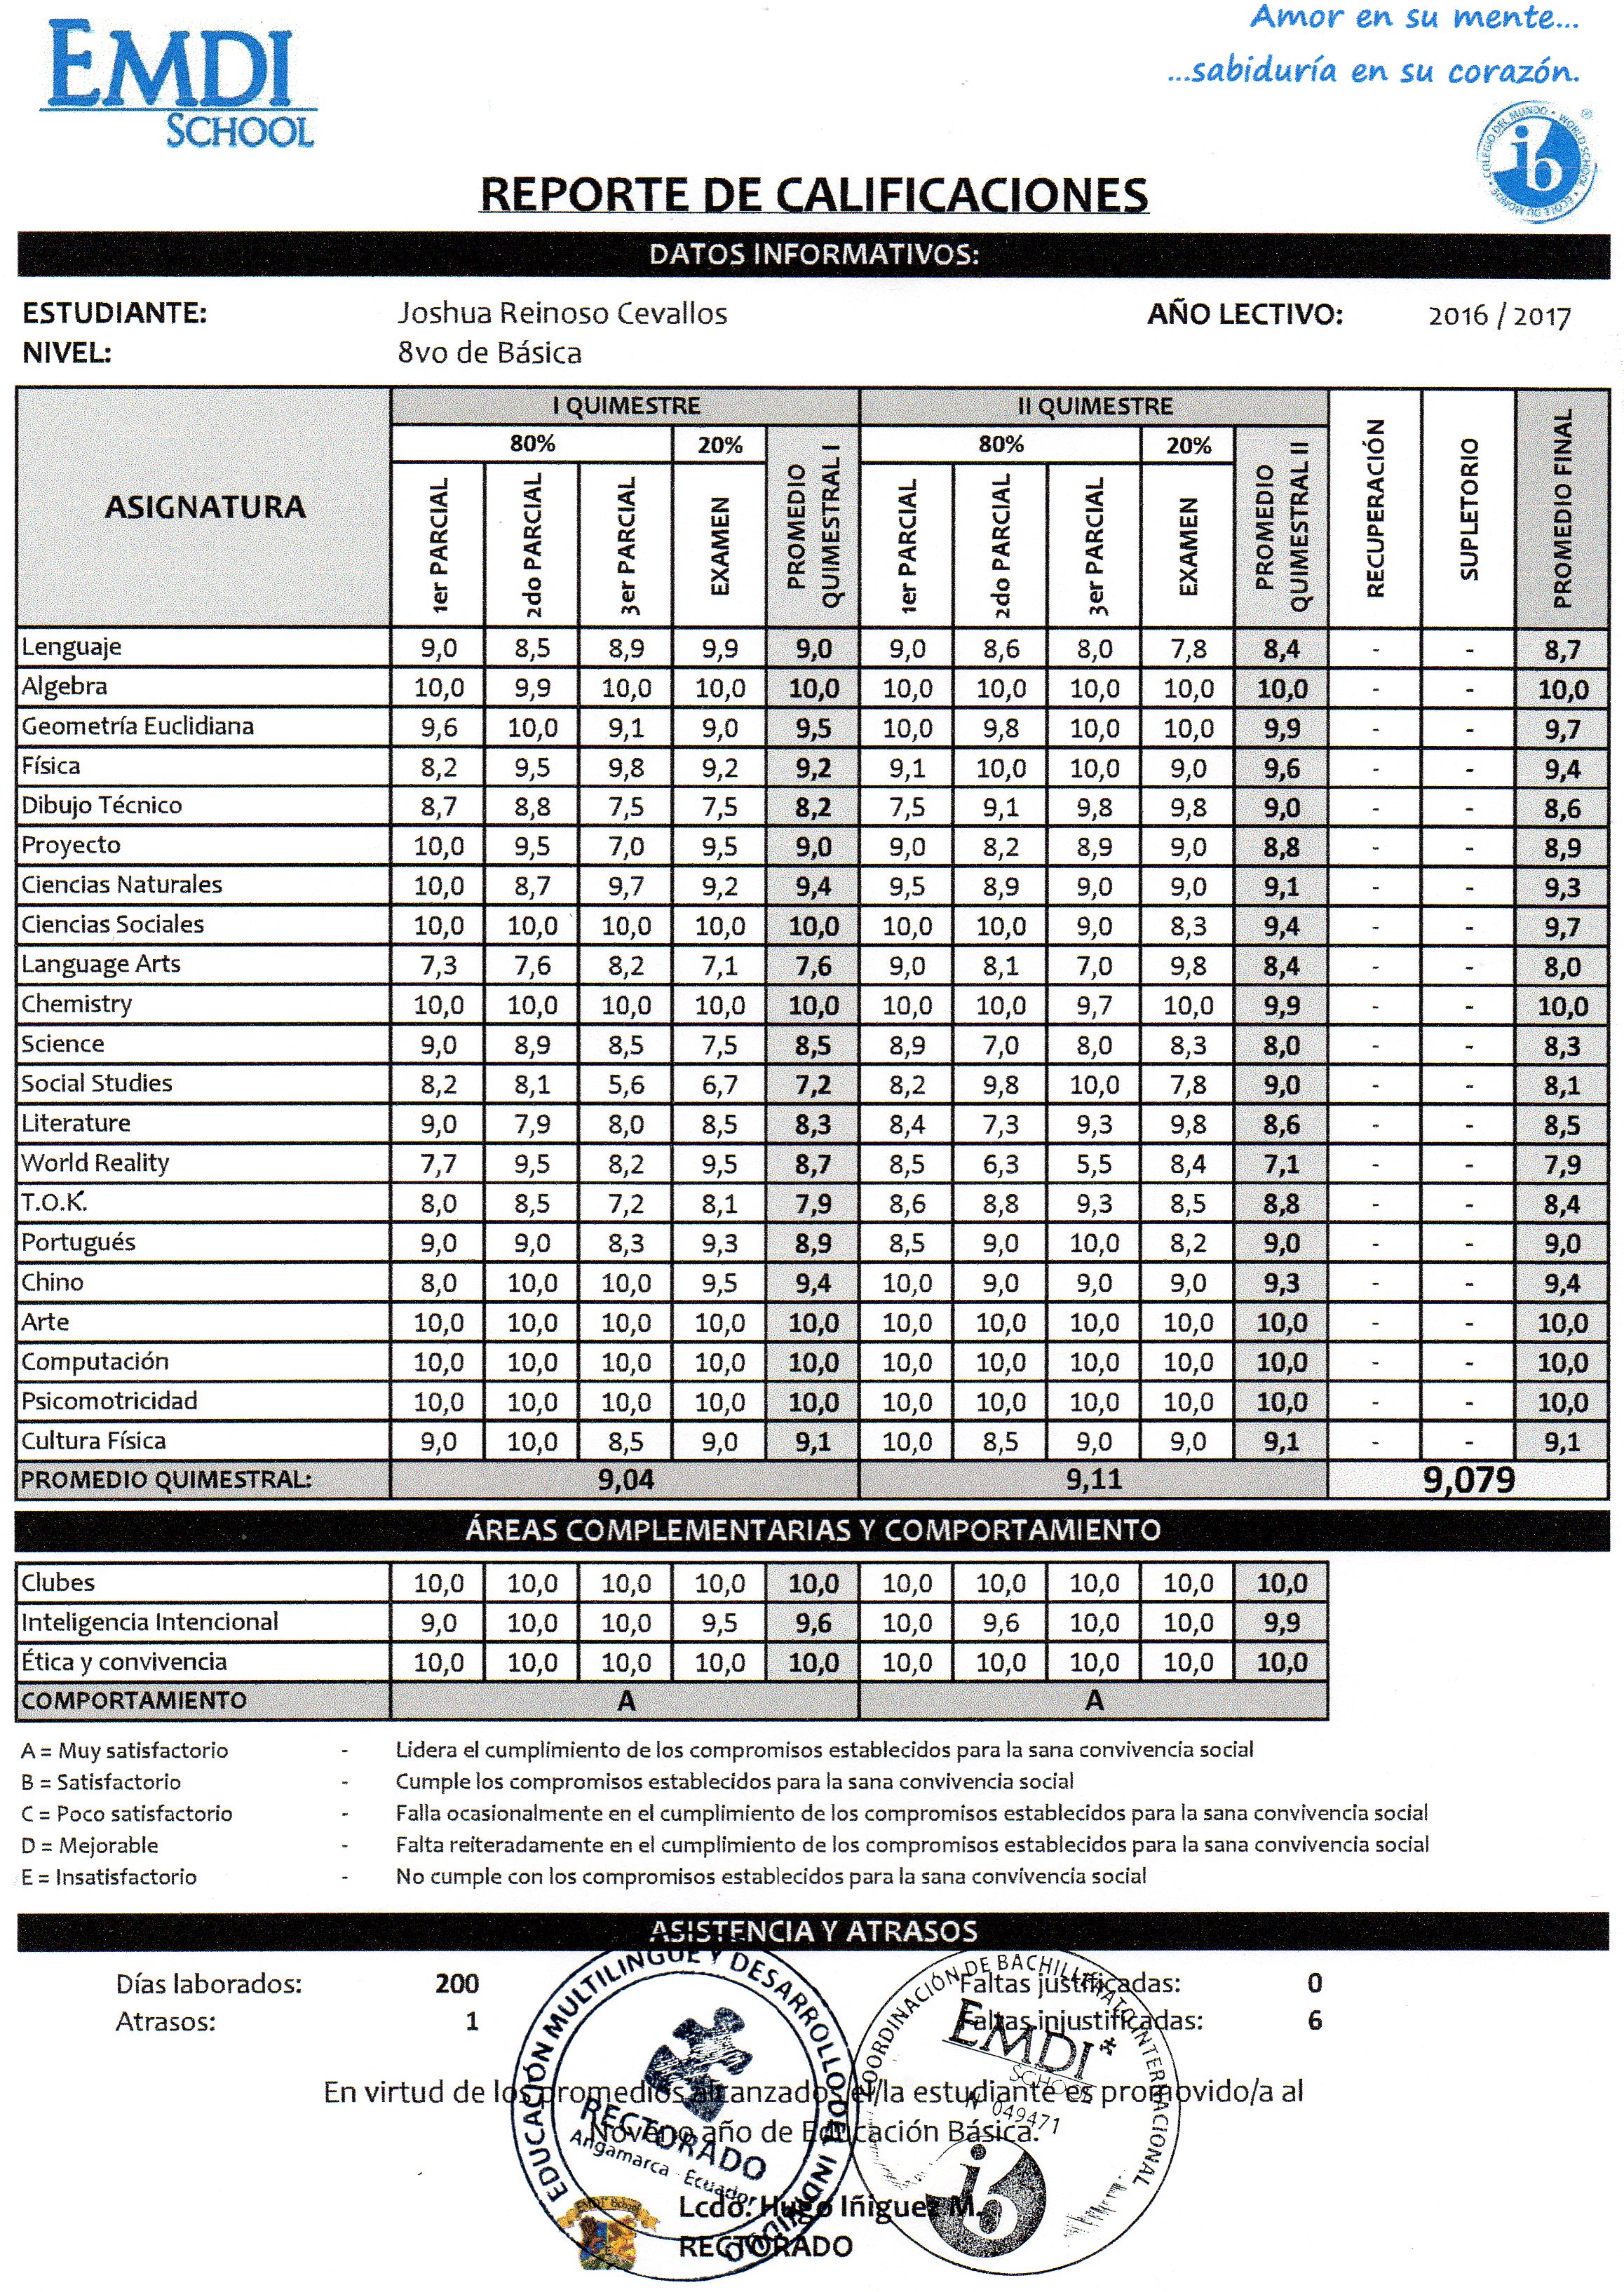 EMDI
SCHOOL
Amor en su mente...
...sabiduría en su corazón.
COLEGIO DEL MUNDO • WORLD SCHOOL • ÉCOLE DU MONDE •
ib
®
REPORTE DE CALIFICACIONES
DATOS INFORMATIVOS:
ESTUDIANTE: Joshua Reinoso Cevallos AÑO LECTIVO: 2016 / 2017
NIVEL: 8vo de Básica
ASIGNATURA I QUIMESTRE II QUIMESTRE RECUPERACIÓN SUPLETORIO PROMEDIO FINAL
80% 20% PROMEDIO QUIMESTRAL I 80% 20% PROMEDIO QUIMESTRAL II
1er PARCIAL 2do PARCIAL 3er PARCIAL EXAMEN 1er PARCIAL 2do PARCIAL 3er PARCIAL EXAMEN
Lenguaje 9,0 8,5 8,9 9,9 9,0 9,0 8,6 8,0 7,8 8,4 - - 8,7
Algebra 10,0 9,9 10,0 10,0 10,0 10,0 10,0 10,0 10,0 10,0 - - 10,0
Geometría Euclidiana 9,6 10,0 9,1 9,0 9,5 10,0 9,8 10,0 10,0 9,9 - - 9,7
Física 8,2 9,5 9,8 9,2 9,2 9,1 10,0 10,0 9,0 9,6 - - 9,4
Dibujo Técnico 8,7 8,8 7,5 7,5 8,2 7,5 9,1 9,8 9,8 9,0 - - 8,6
Proyecto 10,0 9,5 7,0 9,5 9,0 9,0 8,2 8,9 9,0 8,8 - - 8,9
Ciencias Naturales 10,0 8,7 9,7 9,2 9,4 9,5 8,9 9,0 9,0 9,1 - - 9,3
Ciencias Sociales 10,0 10,0 10,0 10,0 10,0 10,0 10,0 9,0 8,3 9,4 - - 9,7
Language Arts 7,3 7,6 8,2 7,1 7,6 9,0 8,1 7,0 9,8 8,4 - - 8,0
Chemistry 10,0 10,0 10,0 10,0 10,0 10,0 10,0 9,7 10,0 9,9 - - 10,0
Science 9,0 8,9 8,5 7,5 8,5 8,9 7,0 8,0 8,3 8,0 - - 8,3
Social Studies 8,2 8,1 5,6 6,7 7,2 8,2 9,8 10,0 7,8 9,0 - - 8,1
Literature 9,0 7,9 8,0 8,5 8,3 8,4 7,3 9,3 9,8 8,6 - - 8,5
World Reality 7,7 9,5 8,2 9,5 8,7 8,5 6,3 5,5 8,4 7,1 - - 7,9
T.O.K. 8,0 8,5 7,2 8,1 7,9 8,6 8,8 9,3 8,5 8,8 - - 8,4
Portugués 9,0 9,0 8,3 9,3 8,9 8,5 9,0 10,0 8,2 9,0 - - 9,0
Chino 8,0 10,0 10,0 9,5 9,4 10,0 9,0 9,0 9,0 9,3 - - 9,4
Arte 10,0 10,0 10,0 10,0 10,0 10,0 10,0 10,0 10,0 10,0 - - 10,0
Computación 10,0 10,0 10,0 10,0 10,0 10,0 10,0 10,0 10,0 10,0 - - 10,0
Psicomotricidad 10,0 10,0 10,0 10,0 10,0 10,0 10,0 10,0 10,0 10,0 - - 10,0
Cultura Física 9,0 10,0 8,5 9,0 9,1 10,0 8,5 9,0 9,0 9,1 - - 9,1
PROMEDIO QUIMESTRAL: 9,04 9,11 9,079
ÁREAS COMPLEMENTARIAS Y COMPORTAMIENTO
Clubes 10,0 10,0 10,0 10,0 10,0 10,0 10,0 10,0 10,0 10,0
Inteligencia Intencional 9,0 10,0 10,0 9,5 9,6 10,0 9,6 10,0 10,0 9,9
Ética y convivencia 10,0 10,0 10,0 10,0 10,0 10,0 10,0 10,0 10,0 10,0
COMPORTAMIENTO A A
A = Muy satisfactorio - Lidera el cumplimiento de los compromisos establecidos para la sana convivencia social
B = Satisfactorio - Cumple los compromisos establecidos para la sana convivencia social
C = Poco satisfactorio - Falla ocasionalmente en el cumplimiento de los compromisos establecidos para la sana convivencia social
D = Mejorable - Falta reiteradamente en el cumplimiento de los compromisos establecidos para la sana convivencia social
E = Insatisfactorio - No cumple con los compromisos establecidos para la sana convivencia social
ASISTENCIA Y ATRASOS
Días laborados: 200 Faltas justificadas: 0
Atrasos: 1 Faltas injustificadas: 6
En virtud de los promedios alcanzados el/la estudiante es promovido/a al
Noveno año de Educación Básica.
EDUCACIÓN MULTILINGUE Y DESARROLLO DEL INDIVIDUO
RECTORADO
Angamarca - Ecuador
COORDINACIÓN DE BACHILLERATO INTERNACIONAL
EMDI
SCHOOL
N° 049471
ib
EMDI School
Lcdo. Hugo Iñiguez M.
RECTORADO